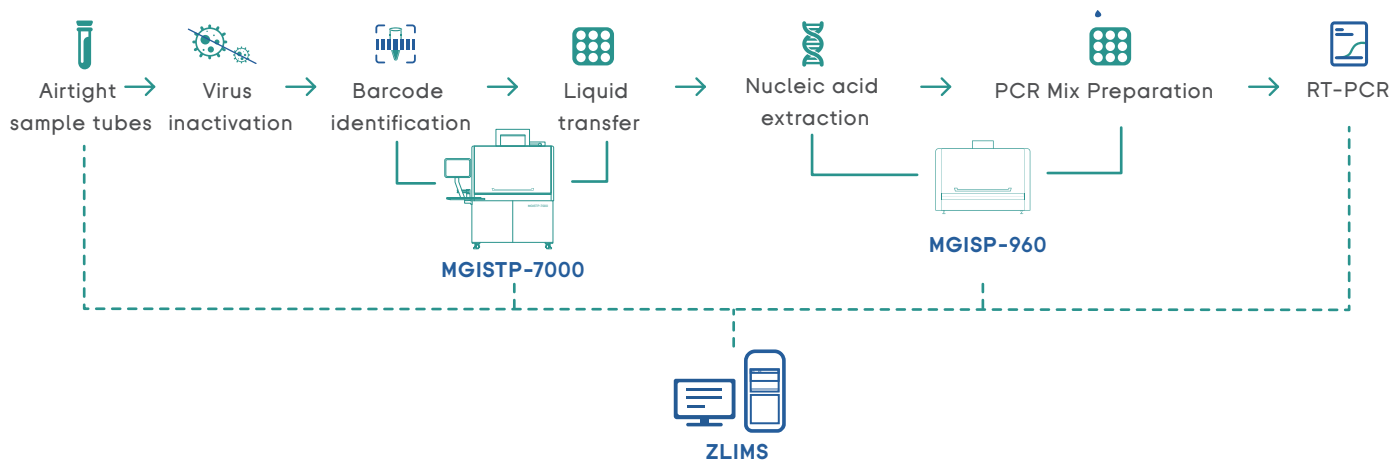 Airtight
sample tubes
Virus
inactivation
Barcode
identification
Liquid
transfer
Nucleic acid
extraction
PCR Mix Preparation
RT-PCR
MGISTP-7000
MGISP-960
ZLIMS